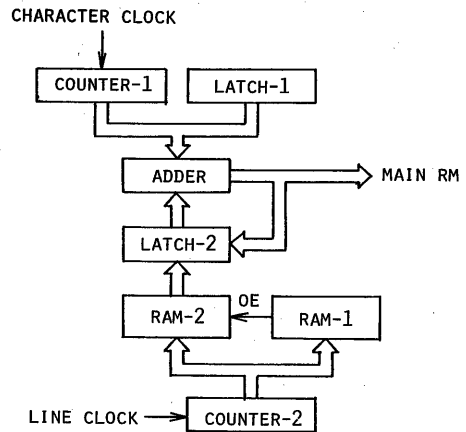 CHARACTER CLOCK
COUNTER-1
LATCH-1
ADDER
MAIN RM
LATCH-2
RAM-2
OE
RAM-1
LINE CLOCK
COUNTER-2